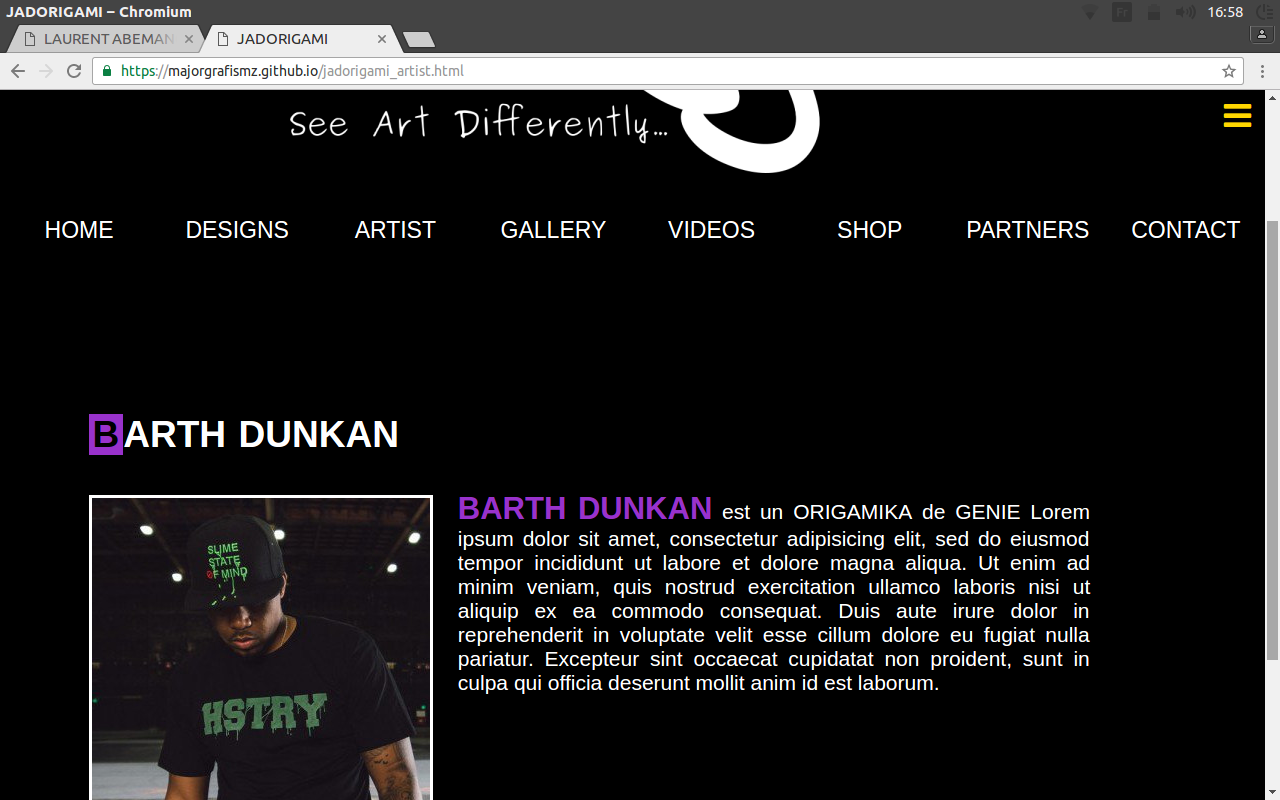 JADORIGAMI – Chromium
Fr
16:58
LAURENT ABEMAN
JADORIGAMI
https://majorgrafismz.github.io/jadorigami_artist.html
See Art Differently...
HOME DESIGNS ARTIST GALLERY VIDEOS SHOP PARTNERS CONTACT
BARTH DUNKAN
SLIME
STATE
OF MIND
HSTRY
BARTH DUNKAN est un ORIGAMIKA de GENIE Lorem
ipsum dolor sit amet, consectetur adipisicing elit, sed do eiusmod
tempor incididunt ut labore et dolore magna aliqua. Ut enim ad
minim veniam, quis nostrud exercitation ullamco laboris nisi ut
aliquip ex ea commodo consequat. Duis aute irure dolor in
reprehenderit in voluptate velit esse cillum dolore eu fugiat nulla
pariatur. Excepteur sint occaecat cupidatat non proident, sunt in
culpa qui officia deserunt mollit anim id est laborum.